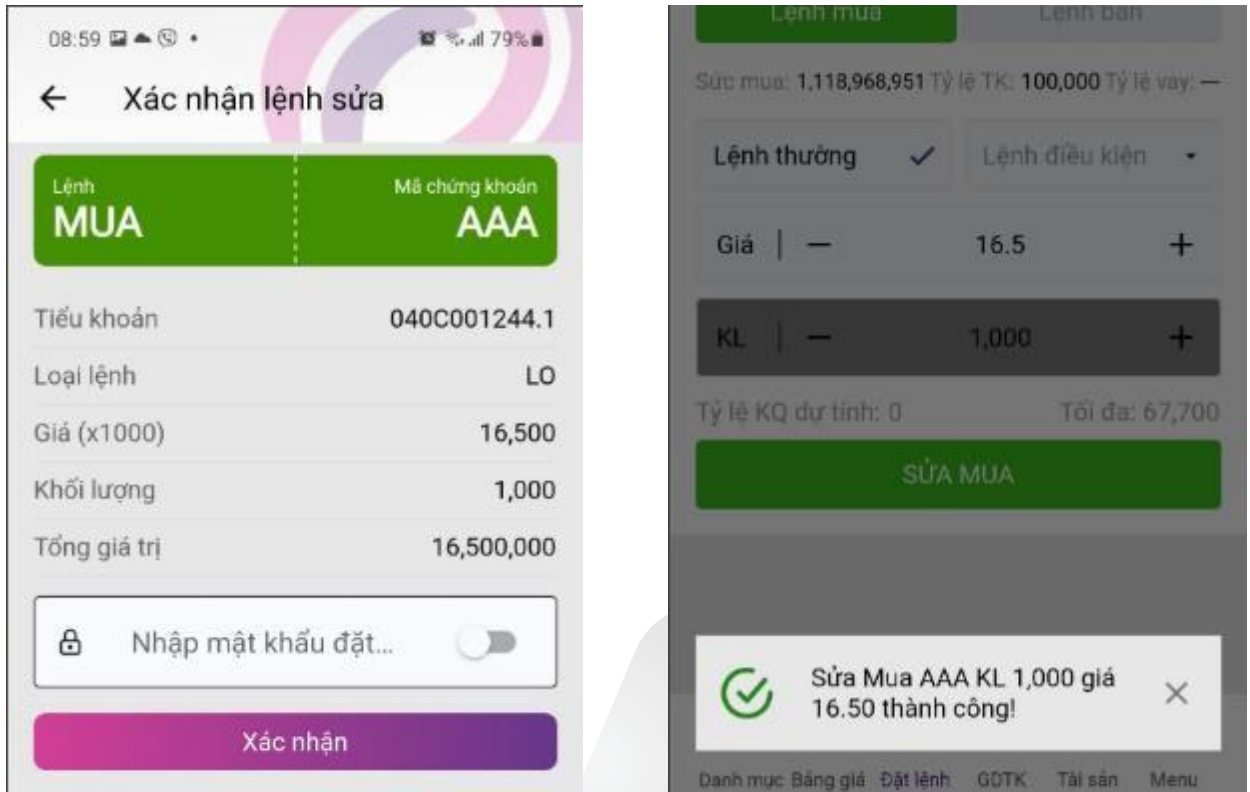 08:59
79%
Xác nhận lệnh sửa
Lệnh
Mã chứng khoán
MUA
AAA
Tiểu khoản 040C001244.1
Loại lệnh LO
Giá (x1000) 16,500
Khối lượng 1,000
Tổng giá trị 16,500,000
Nhập mật khẩu đặt...
Xác nhận
Lệnh mua Lệnh bán
Sức mua: 1,118,968,951 Tỷ lệ TK: 100,000 Tỷ lệ vay: —
Lệnh thường Lệnh điều kiện
Giá | — 16.5 +
KL | — 1,000 +
Tỷ lệ KQ dự tính: 0 Tối đa: 67,700
SỬA MUA
Sửa Mua AAA KL 1,000 giá
16.50 thành công!
Danh mục Bảng giá Đặt lệnh GDTK Tài sản Menu